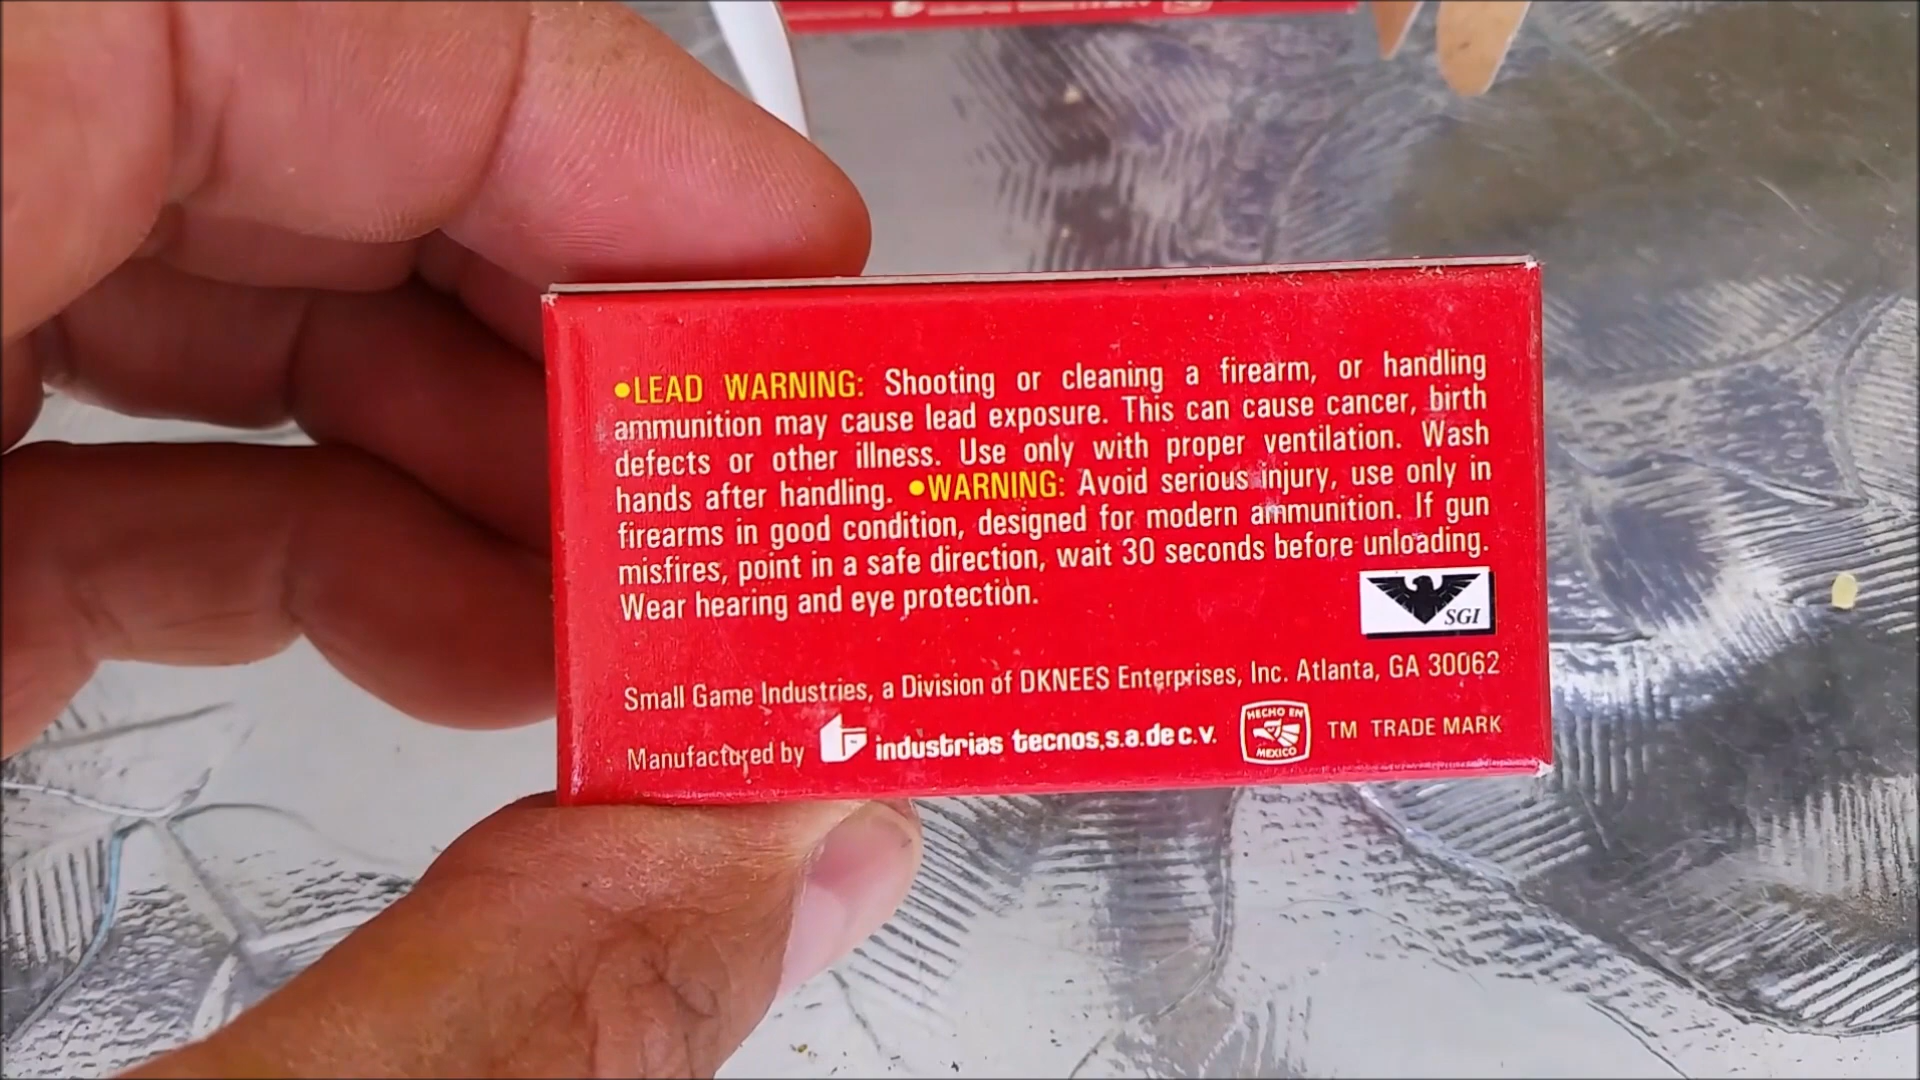 •LEAD WARNING: Shooting or cleaning a firearm, or handling
ammunition may cause lead exposure. This can cause cancer, birth
defects or other illness. Use only with proper ventilation. Wash
hands after handling. •WARNING: Avoid serious injury, use only in
firearms in good condition, designed for modern ammunition. If gun
misfires, point in a safe direction, wait 30 seconds before unloading.
Wear hearing and eye protection.
SGI
Small Game Industries, a Division of DKNEES Enterprises, Inc. Atlanta, GA 30062
Manufactured by industrias tecnos,s.a.de c.v. HECHO EN MEXICO TM TRADE MARK